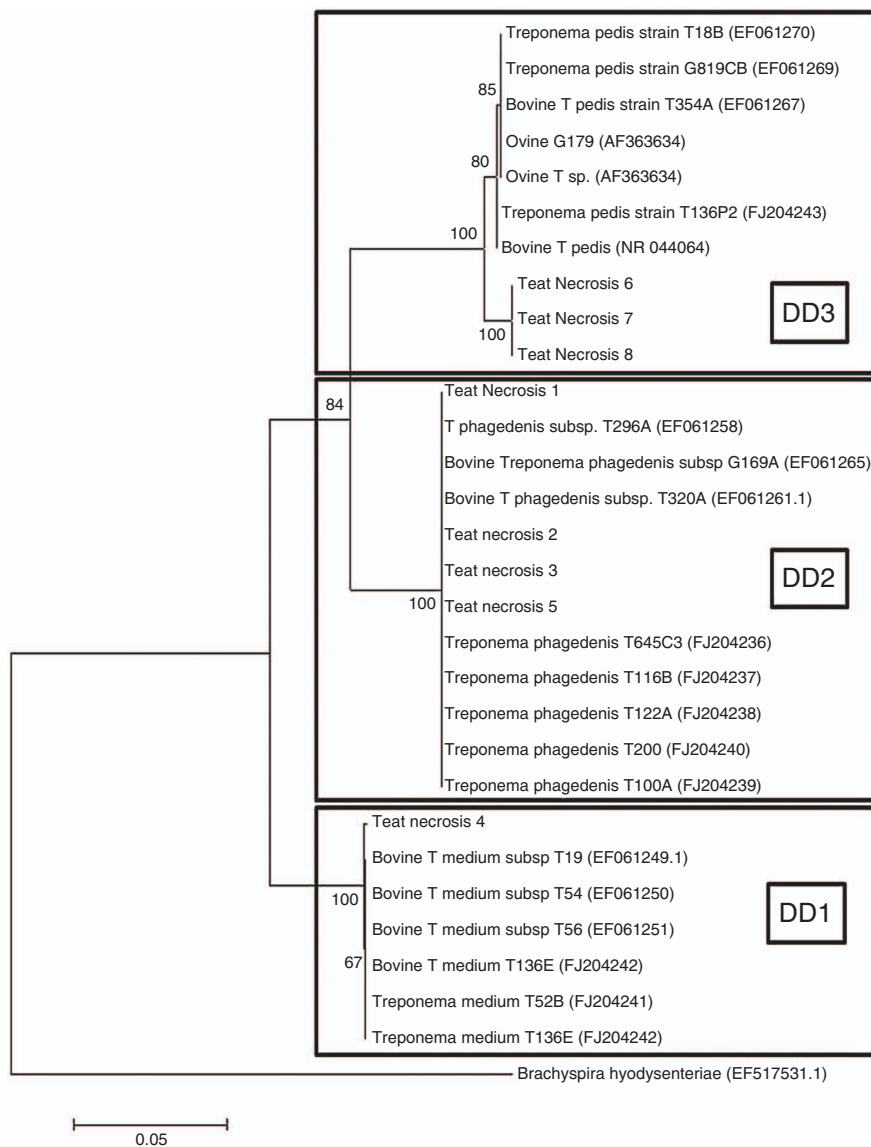 Treponema pedis strain T18B (EF061270)
Treponema pedis strain G819CB (EF061269)
85
Bovine T pedis strain T354A (EF061267)
Ovine G179 (AF363634)
80
Ovine T sp. (AF363634)
Treponema pedis strain T136P2 (FJ204243)
100
Bovine T pedis (NR 044064)
Teat Necrosis 6
DD3
Teat Necrosis 7
100
Teat Necrosis 8
Teat Necrosis 1
84
T phagedenis subsp. T296A (EF061258)
Bovine Treponema phagedenis subsp G169A (EF061265)
Bovine T phagedenis subsp. T320A (EF061261.1)
Teat necrosis 2
Teat necrosis 3
DD2
Teat necrosis 5
100
Treponema phagedenis T645C3 (FJ204236)
Treponema phagedenis T116B (FJ204237)
Treponema phagedenis T122A (FJ204238)
Treponema phagedenis T200 (FJ204240)
Treponema phagedenis T100A (FJ204239)
Teat necrosis 4
Bovine T medium subsp T19 (EF061249.1)
100
Bovine T medium subsp T54 (EF061250)
DD1
Bovine T medium subsp T56 (EF061251)
67
Bovine T medium T136E (FJ204242)
Treponema medium T52B (FJ204241)
Treponema medium T136E (FJ204242)
Brachyspira hyodysenteriae (EF517531.1)
0.05